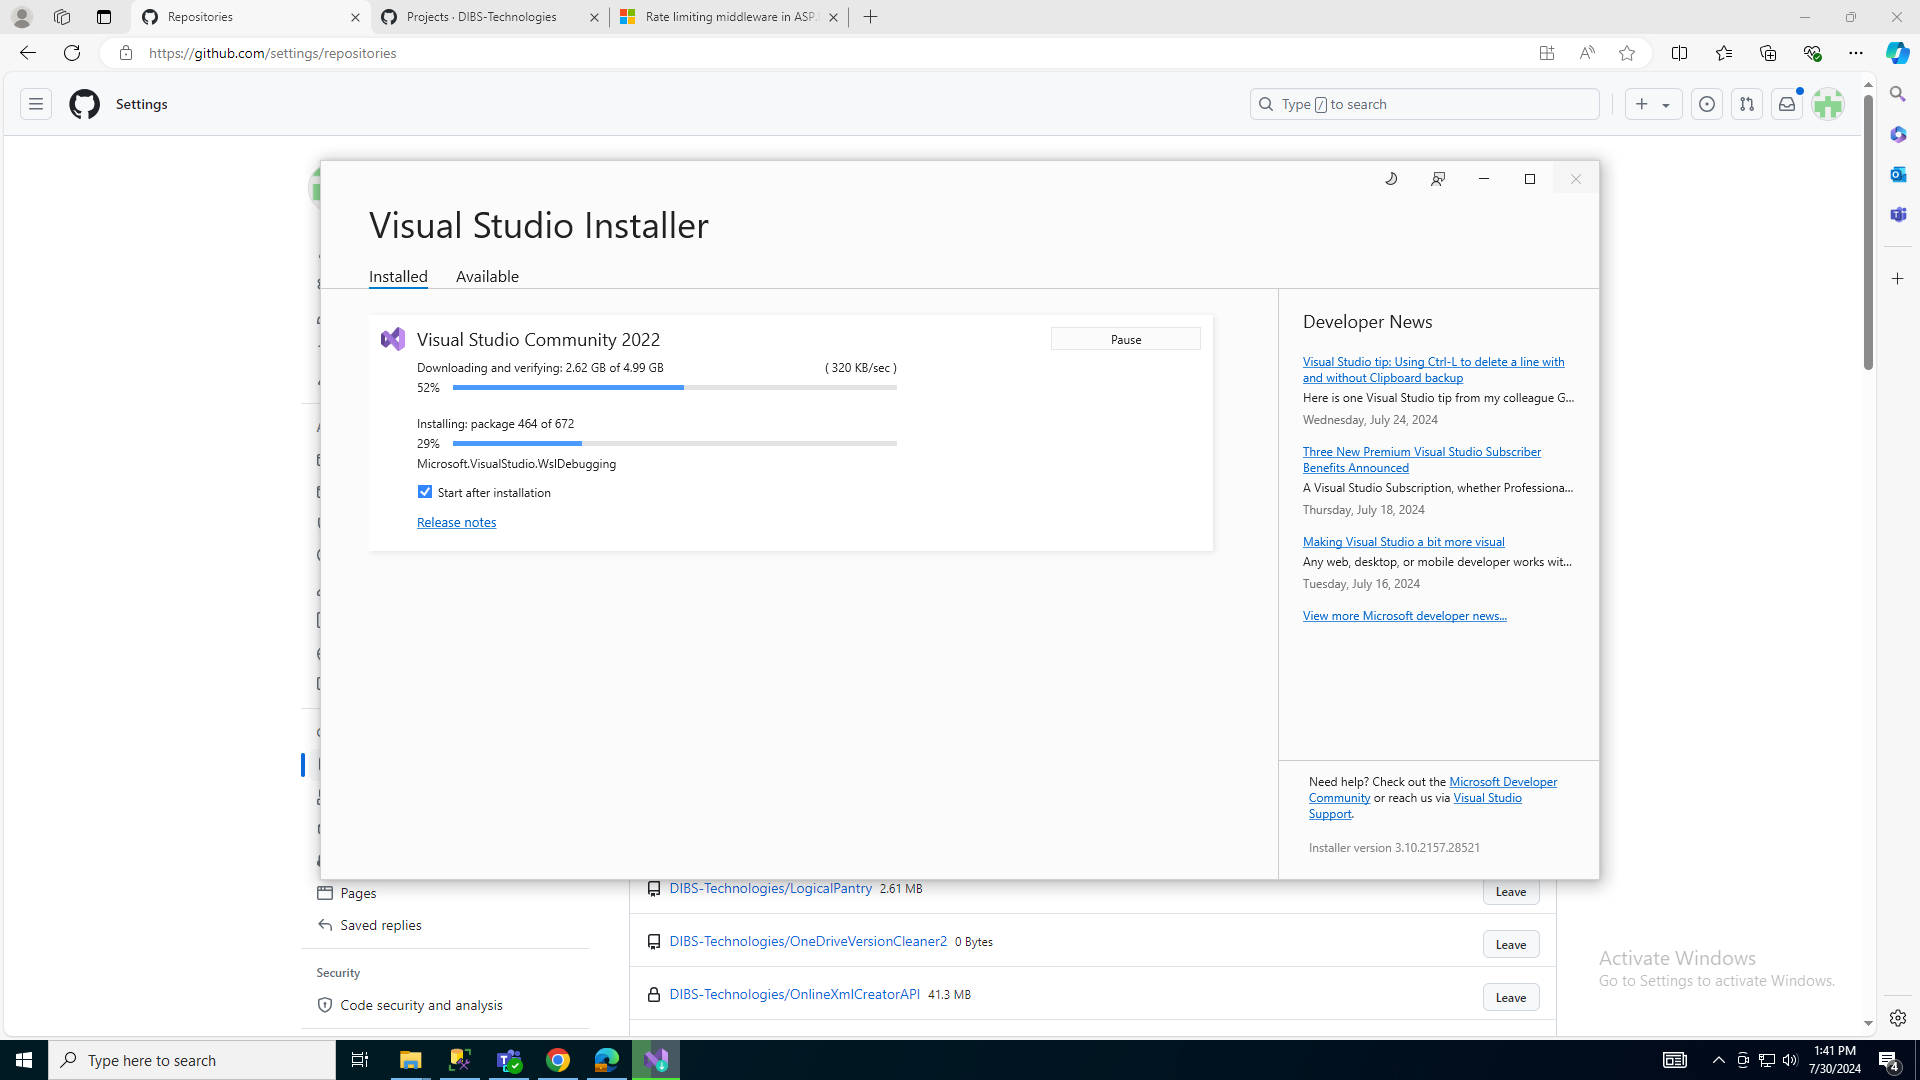 Repositories
Projects · DIBS-Technologies
Rate limiting middleware in ASP.
https://github.com/settings/repositories
Settings
Type / to search
Visual Studio Installer
Installed
Available
Visual Studio Community 2022
Pause
Downloading and verifying: 2.62 GB of 4.99 GB
( 320 KB/sec )
52%
Installing: package 464 of 672
29%
Microsoft.VisualStudio.WslDebugging
Start after installation
Release notes
Developer News
Visual Studio tip: Using Ctrl-L to delete a line with
and without Clipboard backup
Here is one Visual Studio tip from my colleague G...
Wednesday, July 24, 2024
Three New Premium Visual Studio Subscriber
Benefits Announced
A Visual Studio Subscription, whether Professiona...
Thursday, July 18, 2024
Making Visual Studio a bit more visual
Any web, desktop, or mobile developer works wit...
Tuesday, July 16, 2024
View more Microsoft developer news...
Need help? Check out the Microsoft Developer
Community or reach us via Visual Studio
Support.
Installer version 3.10.2157.28521
Pages
Saved replies
Security
Code security and analysis
DIBS-Technologies/LogicalPantry 2.61 MB
Leave
DIBS-Technologies/OneDriveVersionCleaner2 0 Bytes
Leave
DIBS-Technologies/OnlineXmlCreatorAPI 41.3 MB
Leave
Activate Windows
Go to Settings to activate Windows.
Type here to search
1:41 PM
7/30/2024
4